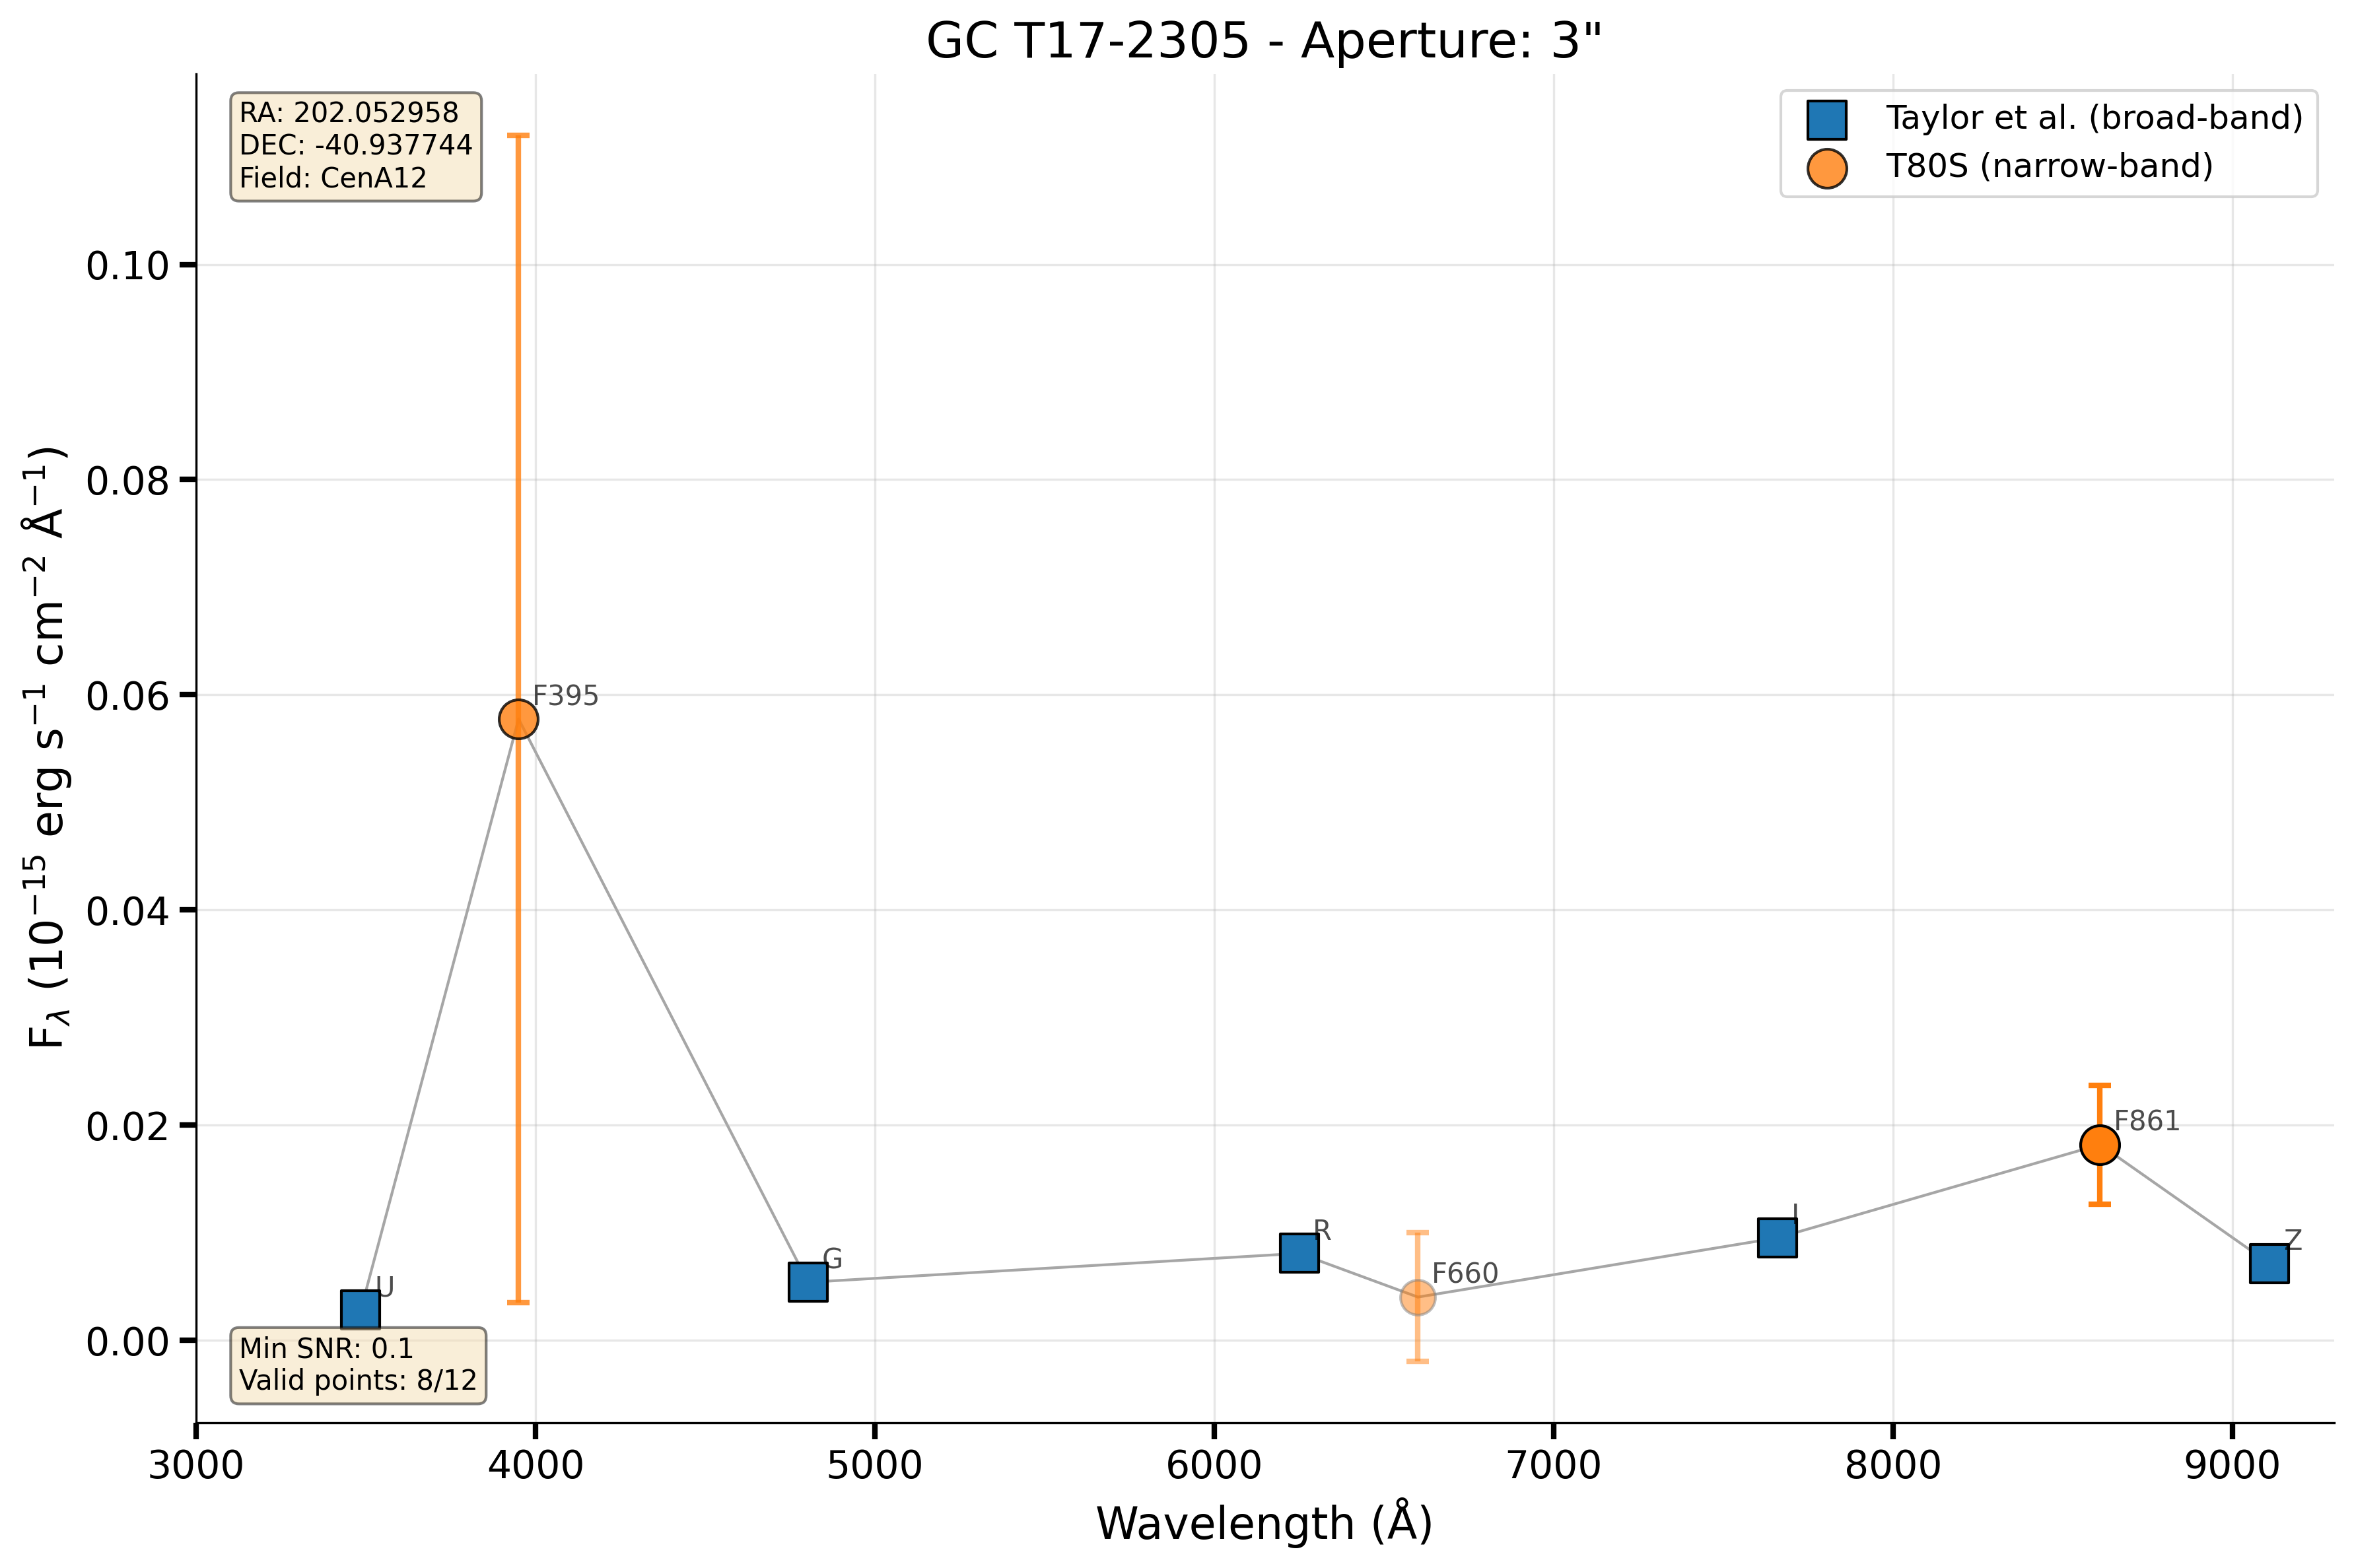 GC T17-2305 - Aperture: 3"
RA: 202.052958
DEC: -40.937744
Field: CenA12
Taylor et al. (broad-band)
T80S (narrow-band)
F_λ (10⁻¹⁵ erg s⁻¹ cm⁻² Å⁻¹)
0.10
0.08
0.06
0.04
0.02
0.00
F395
U
G
R
F660
I
F861
Z
Min SNR: 0.1
Valid points: 8/12
3000 4000 5000 6000 7000 8000 9000
Wavelength (Å)